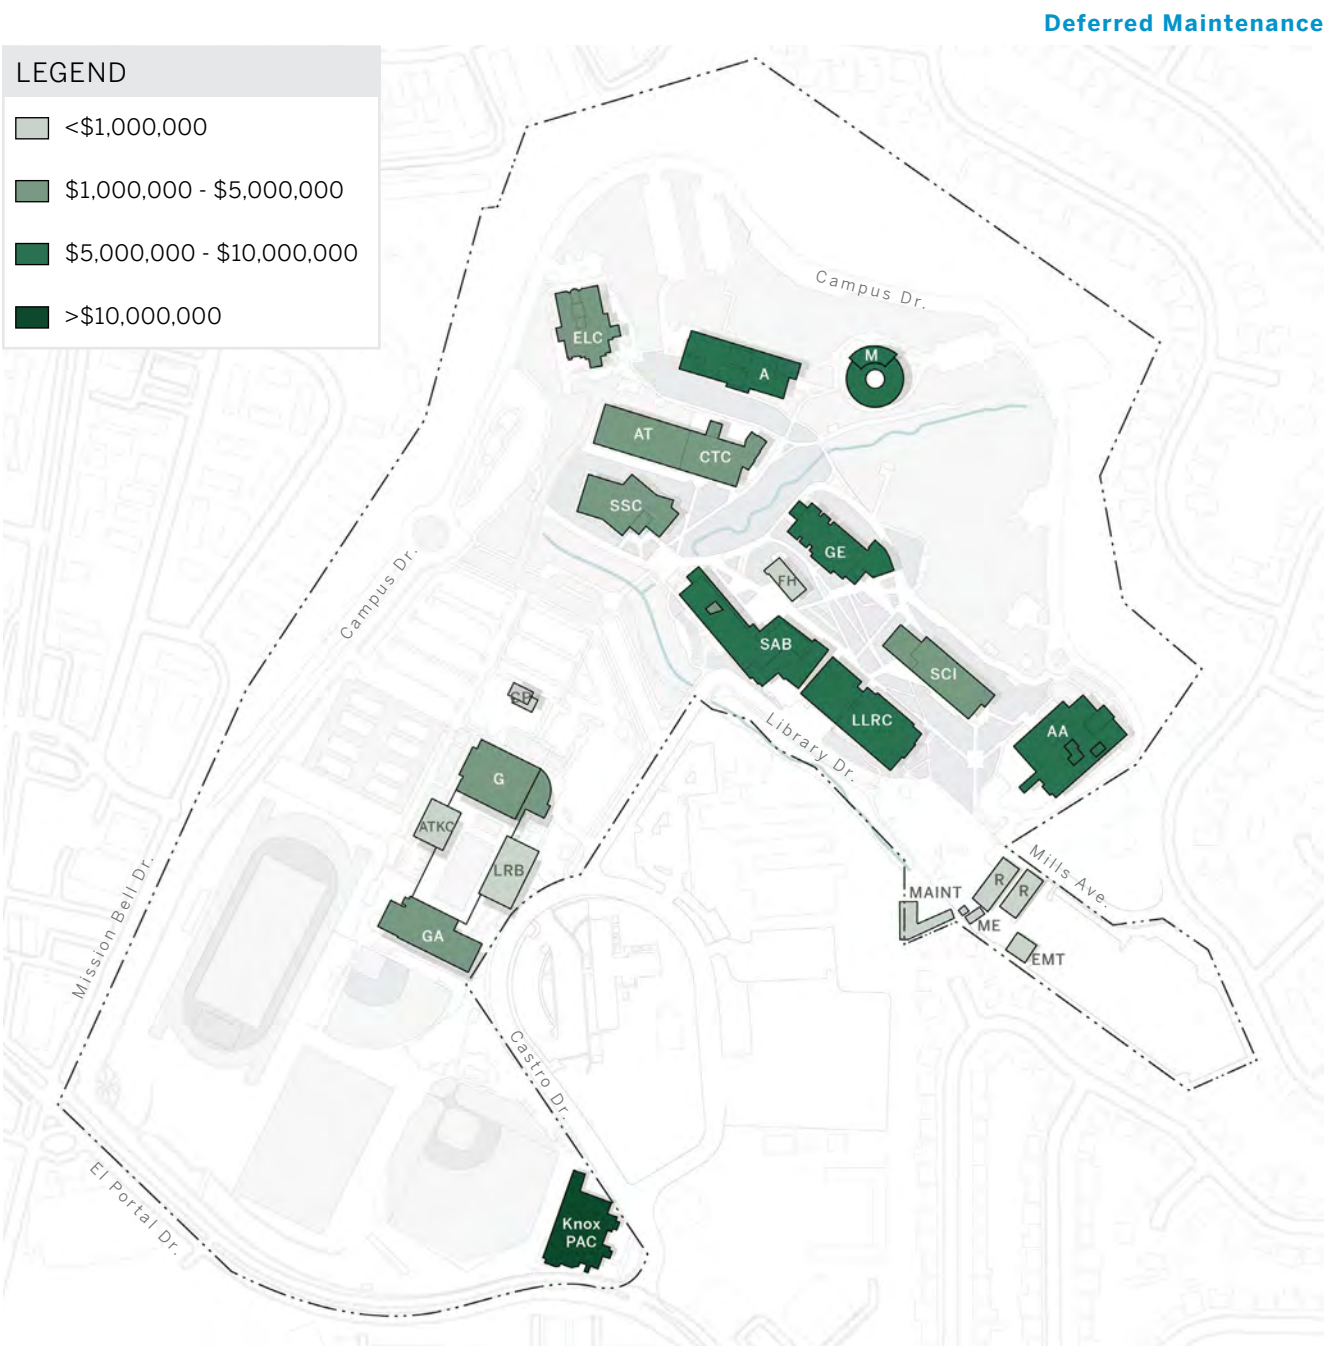 Deferred Maintenance
LEGEND
<$1,000,000
$1,000,000 - $5,000,000
$5,000,000 - $10,000,000
>$10,000,000
Campus Dr.
ELC
A
M
AT
CTC
SSC
GE
FH
Campus Dr.
SAB
SCI
CB
LLRC
AA
Library Dr.
G
ATKC
LRB
Mills Ave.
MAINT
R
R
ME
EMT
GA
Mission Bell Dr.
Castro Dr.
El Portal Dr.
Knox
PAC